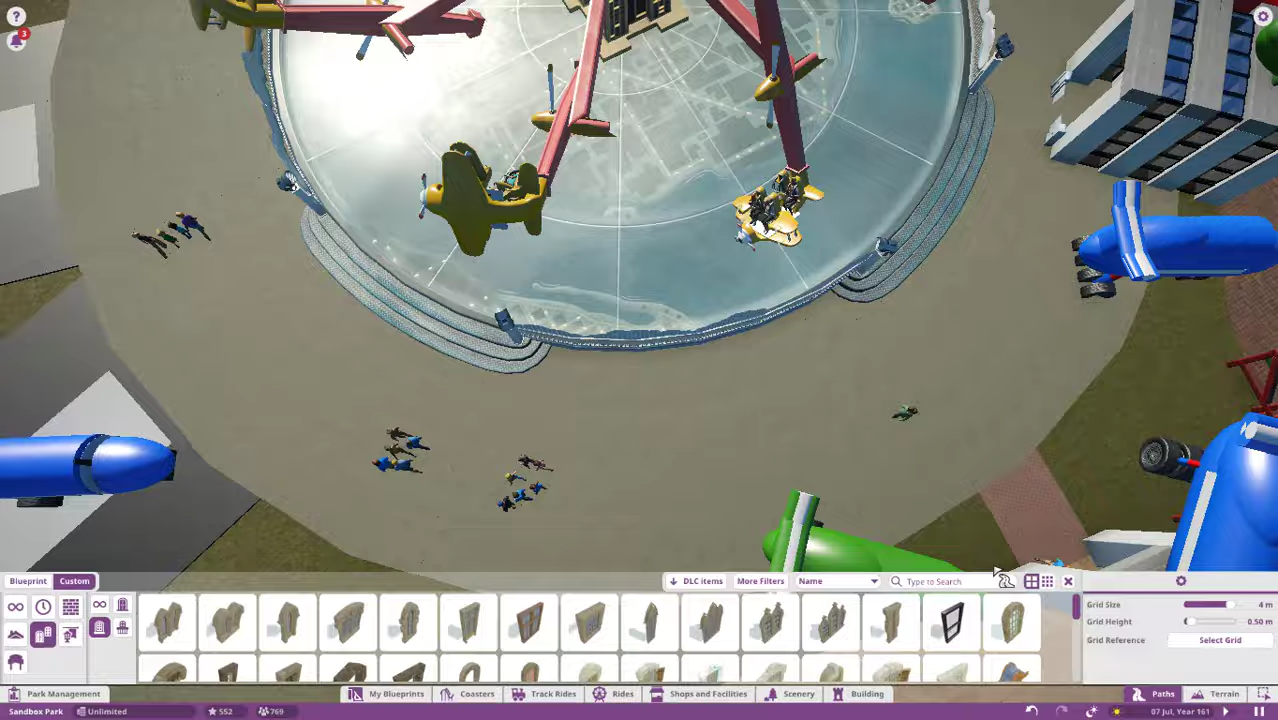 ?
3
Blueprint Custom DLC items More Filters Name Type to Search
Grid Size 4 m
Grid Height 0.50 m
Grid Reference Select Grid
Park Management My Blueprints Coasters Track Rides Rides Shops and Facilities Scenery Building Paths Terrain
Sandbox Park Unlimited 552 769 07 Jul, Year 161